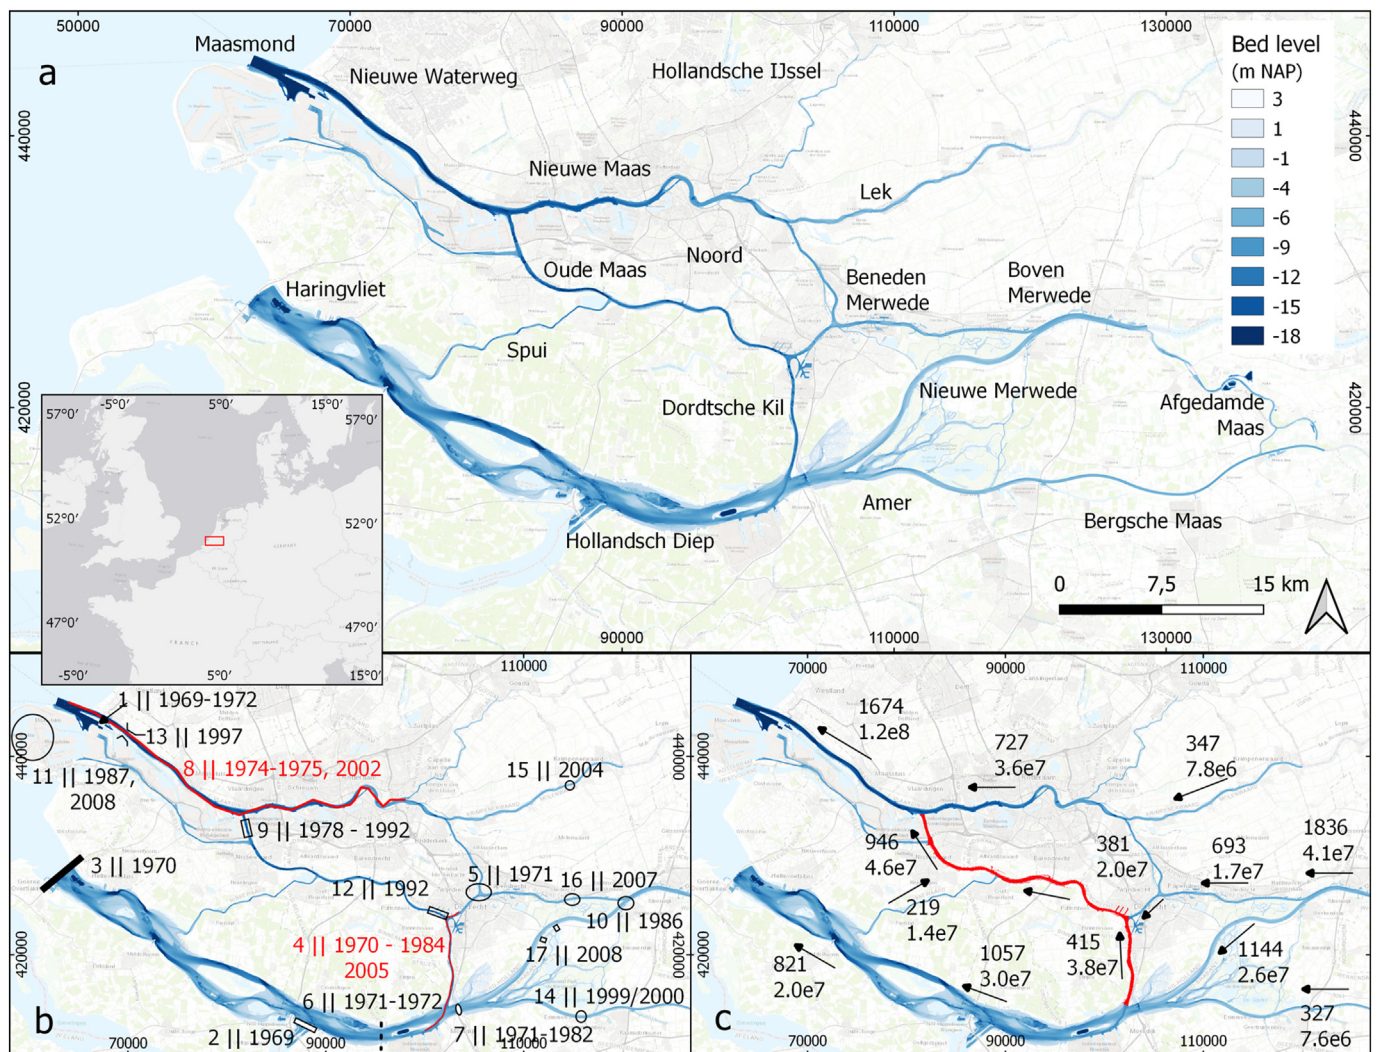 50000
70000
90000
110000
130000
a
Maasmond
Nieuwe Waterweg
Hollandsche IJssel
Nieuwe Maas
Lek
Noord
Oude Maas
Beneden
Merwede
Boven
Merwede
Haringvliet
Spui
Dordtsche Kil
Nieuwe Merwede
Afgedamde
Maas
Amer
Bergsche Maas
Hollandsch Diep
Bed level
(m NAP)
3
1
-1
-4
-6
-9
-12
-15
-18
440000
420000
440000
420000
0 7,5 15 km
90000
110000
130000
-5°0′ 5°0′ 15°0′
57°0′
57°0′
52°0′
52°0′
47°0′
47°0′
FRANCE
-5°0′ 5°0′ 15°0′
b
110000
1 || 1969-1972
13 || 1997
11 || 1987,
2008
8 || 1974-1975, 2002
15 || 2004
9 || 1978 - 1992
3 || 1970
12 || 1992
5 || 1971
16 || 2007
10 || 1986
4 || 1970 - 1984
2005
17 || 2008
6 || 1971-1972
14 || 1999/2000
2 || 1969
7 || 1971-1982
440000
420000
440000
420000
70000
90000
110000
c
70000
90000
110000
1674
1.2e8
727
3.6e7
347
7.8e6
946
4.6e7
381
2.0e7
693
1.7e7
1836
4.1e7
219
1.4e7
415
3.8e7
1057
3.0e7
821
2.0e7
1144
2.6e7
327
7.6e6
70000
90000
110000